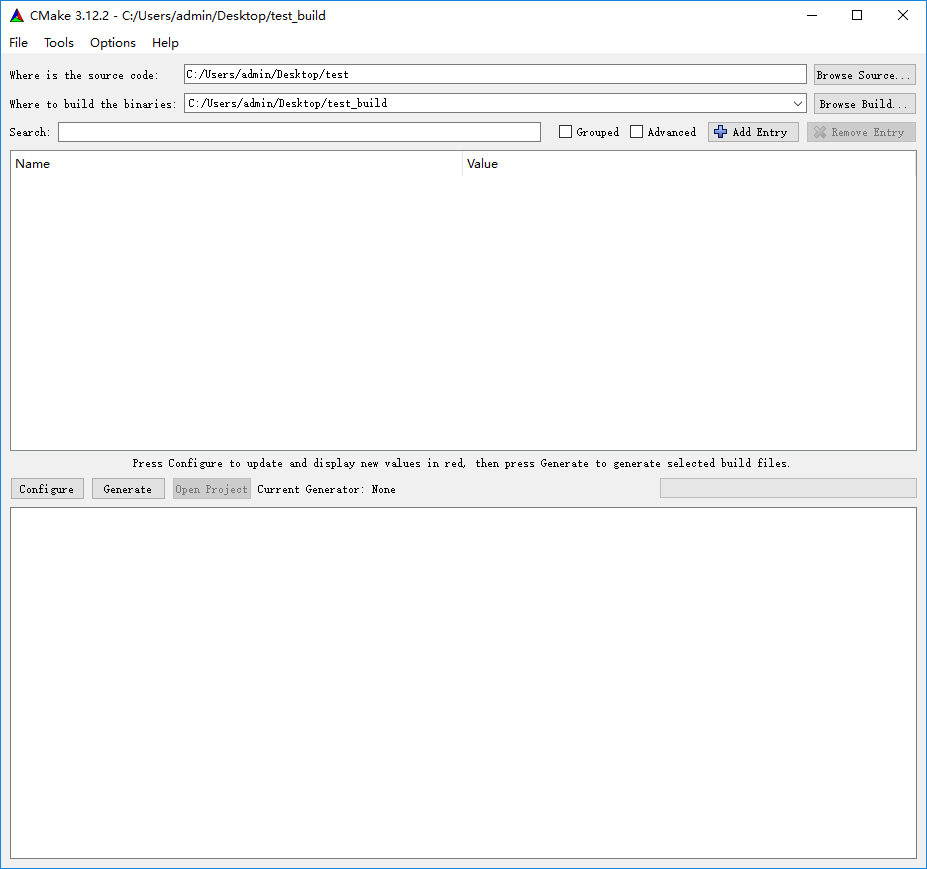 CMake 3.12.2 - C:/Users/admin/Desktop/test_build
File Tools Options Help
Where is the source code: C:/Users/admin/Desktop/test Browse Source...
Where to build the binaries: C:/Users/admin/Desktop/test_build Browse Build...
Search: Grouped Advanced Add Entry Remove Entry
Name Value
Press Configure to update and display new values in red, then press Generate to generate selected build files.
Configure Generate Open Project Current Generator: None